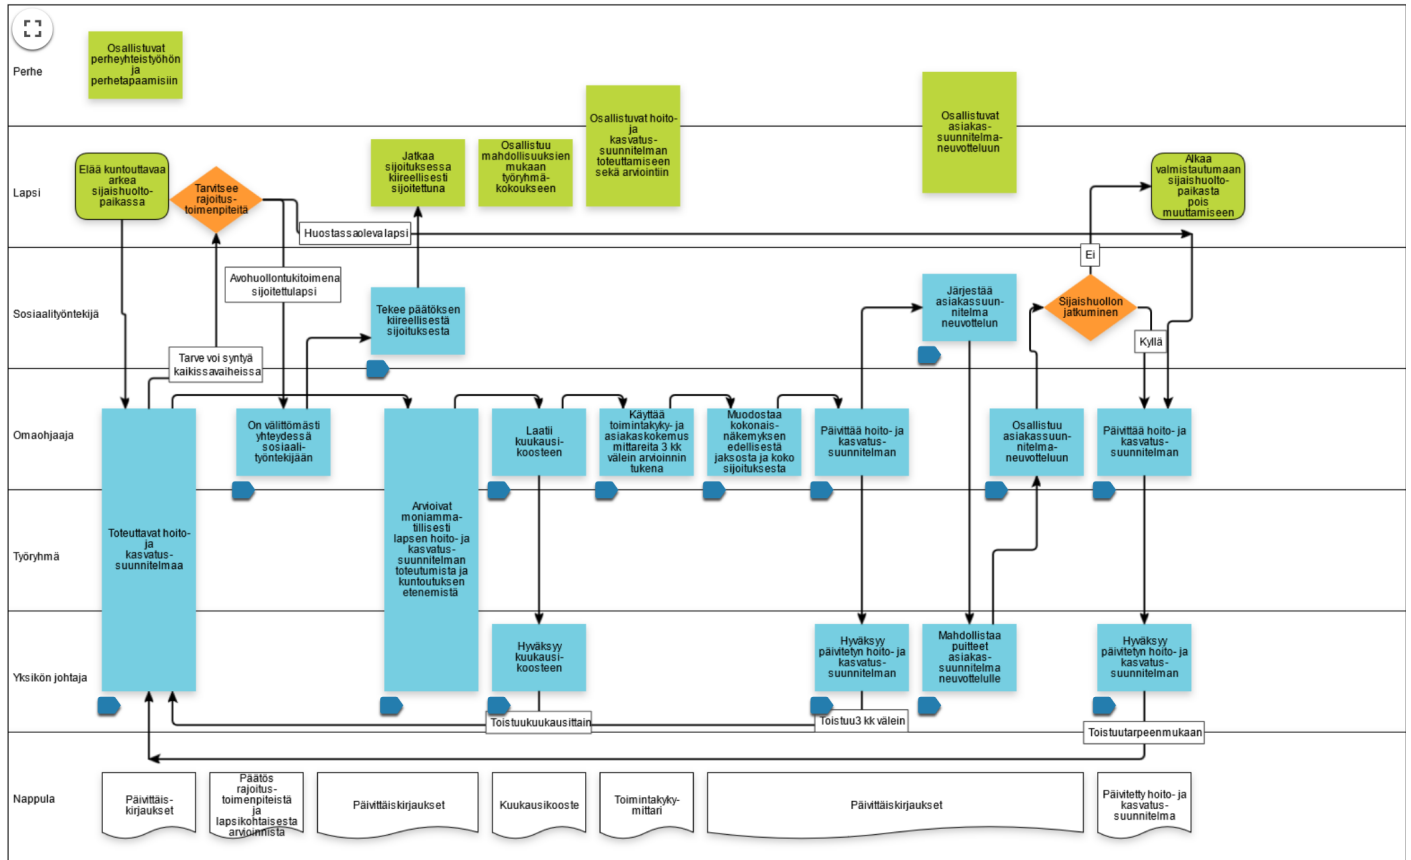 Perhe
Osallistuvat
perheyhteistyöhön
ja
perhetapaamisiin
Osallistuvat hoito-
ja
kasvatus-
suunnitelman
toteuttamiseen
sekä arviointiin
Osallistuvat
asiakas-
suunnitelma-
neuvotteluun
Lapsi
Elää kuntouttavaa
arkea
sijaishuolto-
paikassa
Tarvitsee
rajoitus-
toimenpiteitä
Jatkaa
sijoituksessa
kiireellisesti
sijoitettuna
Osallistuu
mahdollisuuksien
mukaan
työryhmä-
kokoukseen
Alkaa
valmistautumaan
sijaishuolto-
paikasta
pois
muuttamiseen
Huostassaolevalapsi
Sosiaalityöntekijä
Avohuollontukitoimena
sijoitettulapsi
Tarve voi syntyä
kaikissavaiheissa
Tekee päätöksen
kiireellisestä
sijoituksesta
Järjestää
asiakassuun-
nitelma
neuvottelun
Sijaishuollon
jatkuminen
Ei
Kyllä
Omaohjaaja
On välittömästi
yhteydessä
sosiaali-
työntekijään
Laatii
kuukausi-
koosteen
Käyttää
toimintakyky- ja
asiakaskokemus
mittareita 3 kk
välein arvioinnin
tukena
Muodostaa
kokonais-
näkemyksen
edellisestä
jaksosta ja koko
sijoituksesta
Päivittää hoito- ja
kasvatus-
suunnitelman
Osallistuu
asiakassuun-
nitelma-
neuvotteluun
Päivittää hoito- ja
kasvatus-
suunnitelman
Työryhmä
Toteuttavat hoito-
ja
kasvatus-
suunnitelmaa
Arvioivat
moniamma-
tillisesti
lapsen hoito- ja
kasvatus-
suunnitelman
toteutumista ja
kuntoutuksen
etenemistä
Yksikön johtaja
Hyväksyy
kuukausi-
koosteen
Hyväksyy
päivitetyn hoito- ja
kasvatus-
suunnitelman
Mahdollistaa
puitteet
asiakas-
suunnitelma
neuvottelulle
Hyväksyy
päivitetyn hoito- ja
kasvatus-
suunnitelman
Toistuukuukausittain
Toistuu3 kk välein
Toistuutarpeenmukaan
Nappula
Päivittäis-
kirjaukset
Päätös
rajoitus-
toimenpiteistä
ja
lapsikohtaisesta
arvioinnista
Päivittäiskirjaukset
Kuukausikooste
Toimintakyky-
mittari
Päivittäiskirjaukset
Päivitetty hoito- ja
kasvatus-
suunnitelma